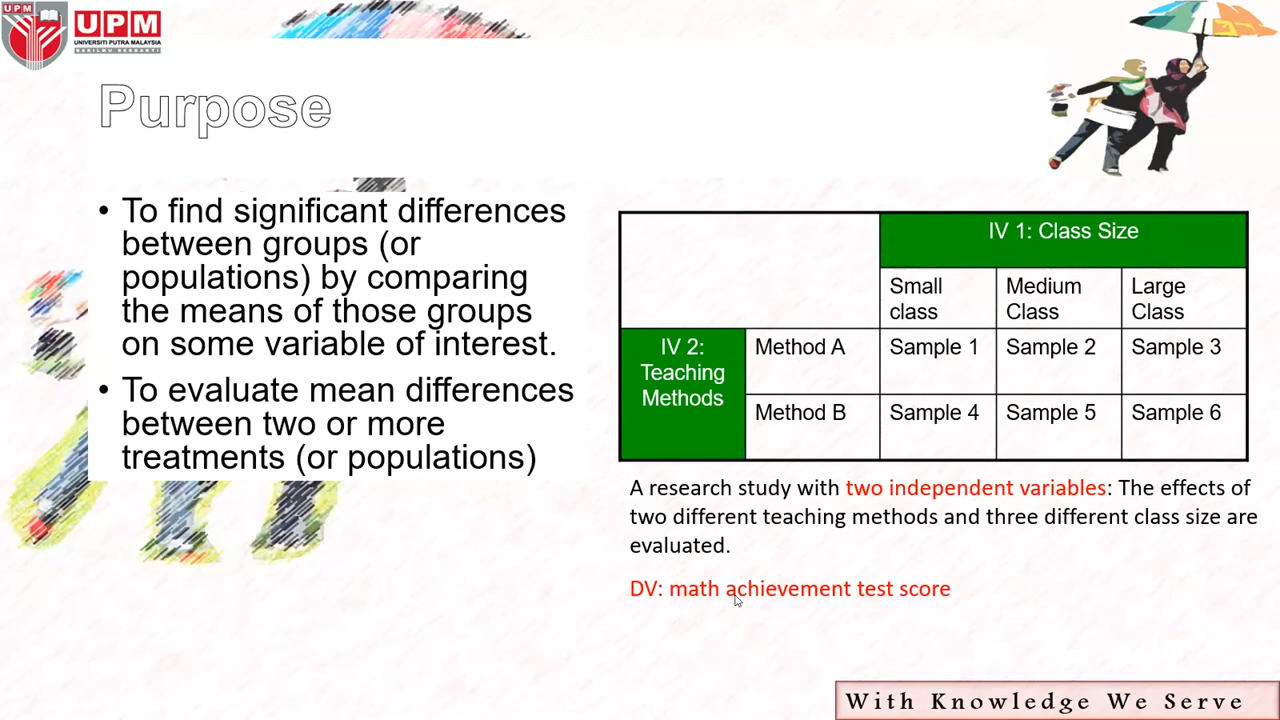 UPM
UPM
UNIVERSITI PUTRA MALAYSIA
BERILMU BERBAKTI
Purpose
• To find significant differences
between groups (or
populations) by comparing
the means of those groups
on some variable of interest.
• To evaluate mean differences
between two or more
treatments (or populations)
IV 1: Class Size
Small
class
Medium
Class
Large
Class
IV 2:
Teaching
Methods
Method A
Sample 1
Sample 2
Sample 3
Method B
Sample 4
Sample 5
Sample 6
A research study with two independent variables: The effects of
two different teaching methods and three different class size are
evaluated.
DV: math achievement test score
With Knowledge We Serve